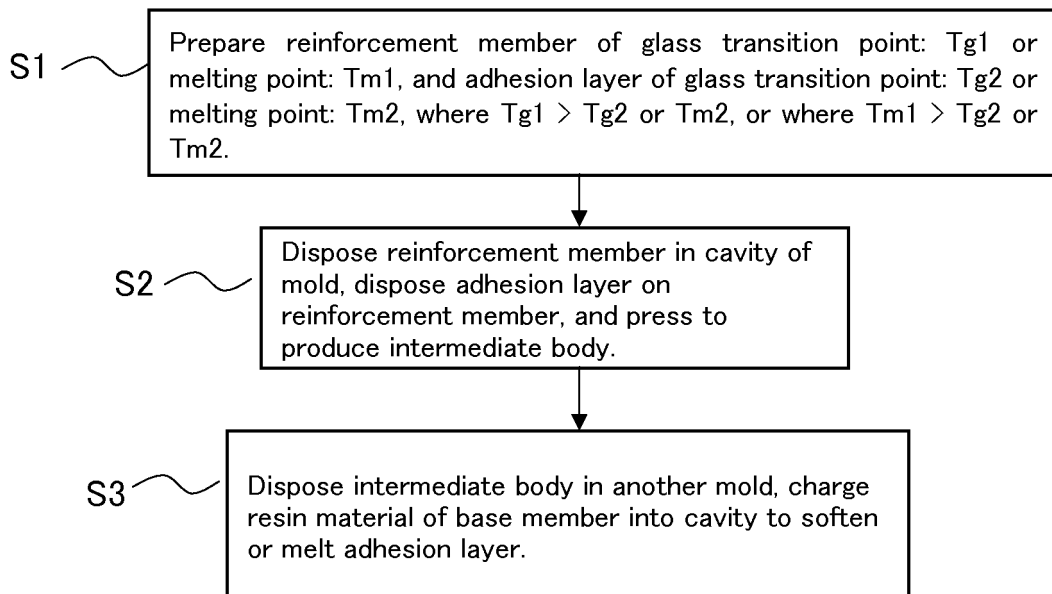 S1
Prepare reinforcement member of glass transition point: Tg1 or
melting point: Tm1, and adhesion layer of glass transition point: Tg2 or
melting point: Tm2, where Tg1 > Tg2 or Tm2, or where Tm1 > Tg2 or
Tm2.
S2
Dispose reinforcement member in cavity of
mold, dispose adhesion layer on
reinforcement member, and press to
produce intermediate body.
S3
Dispose intermediate body in another mold, charge
resin material of base member into cavity to soften
or melt adhesion layer.